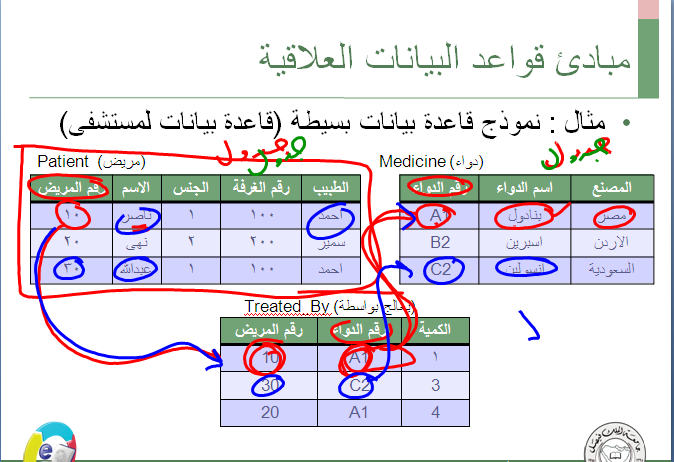 مبادئ قواعد البيانات العلاقية
• مثال : نموذج قاعدة بيانات بسيطة (قاعدة بيانات لمستشفى)
جدول
جدول
Patient (مريض)
Medicine (دواء)
رقم المريض الاسم الجنس رقم الغرفة الطبيب
١٠ ناصر ١ ١٠٠ احمد
٢٠ نهى ٢ ٢٠٠ سمير
٣٠ عبدالله ١ ١٠٠ احمد
رقم الدواء اسم الدواء المصنع
A1 بنادول مصر
B2 اسبرين الاردن
C2 انسولين السعودية
Treated_By (يعالج بواسطة)
رقم المريض رقم الدواء الكمية
10 A1 ١
30 C2 3
20 A1 4
e